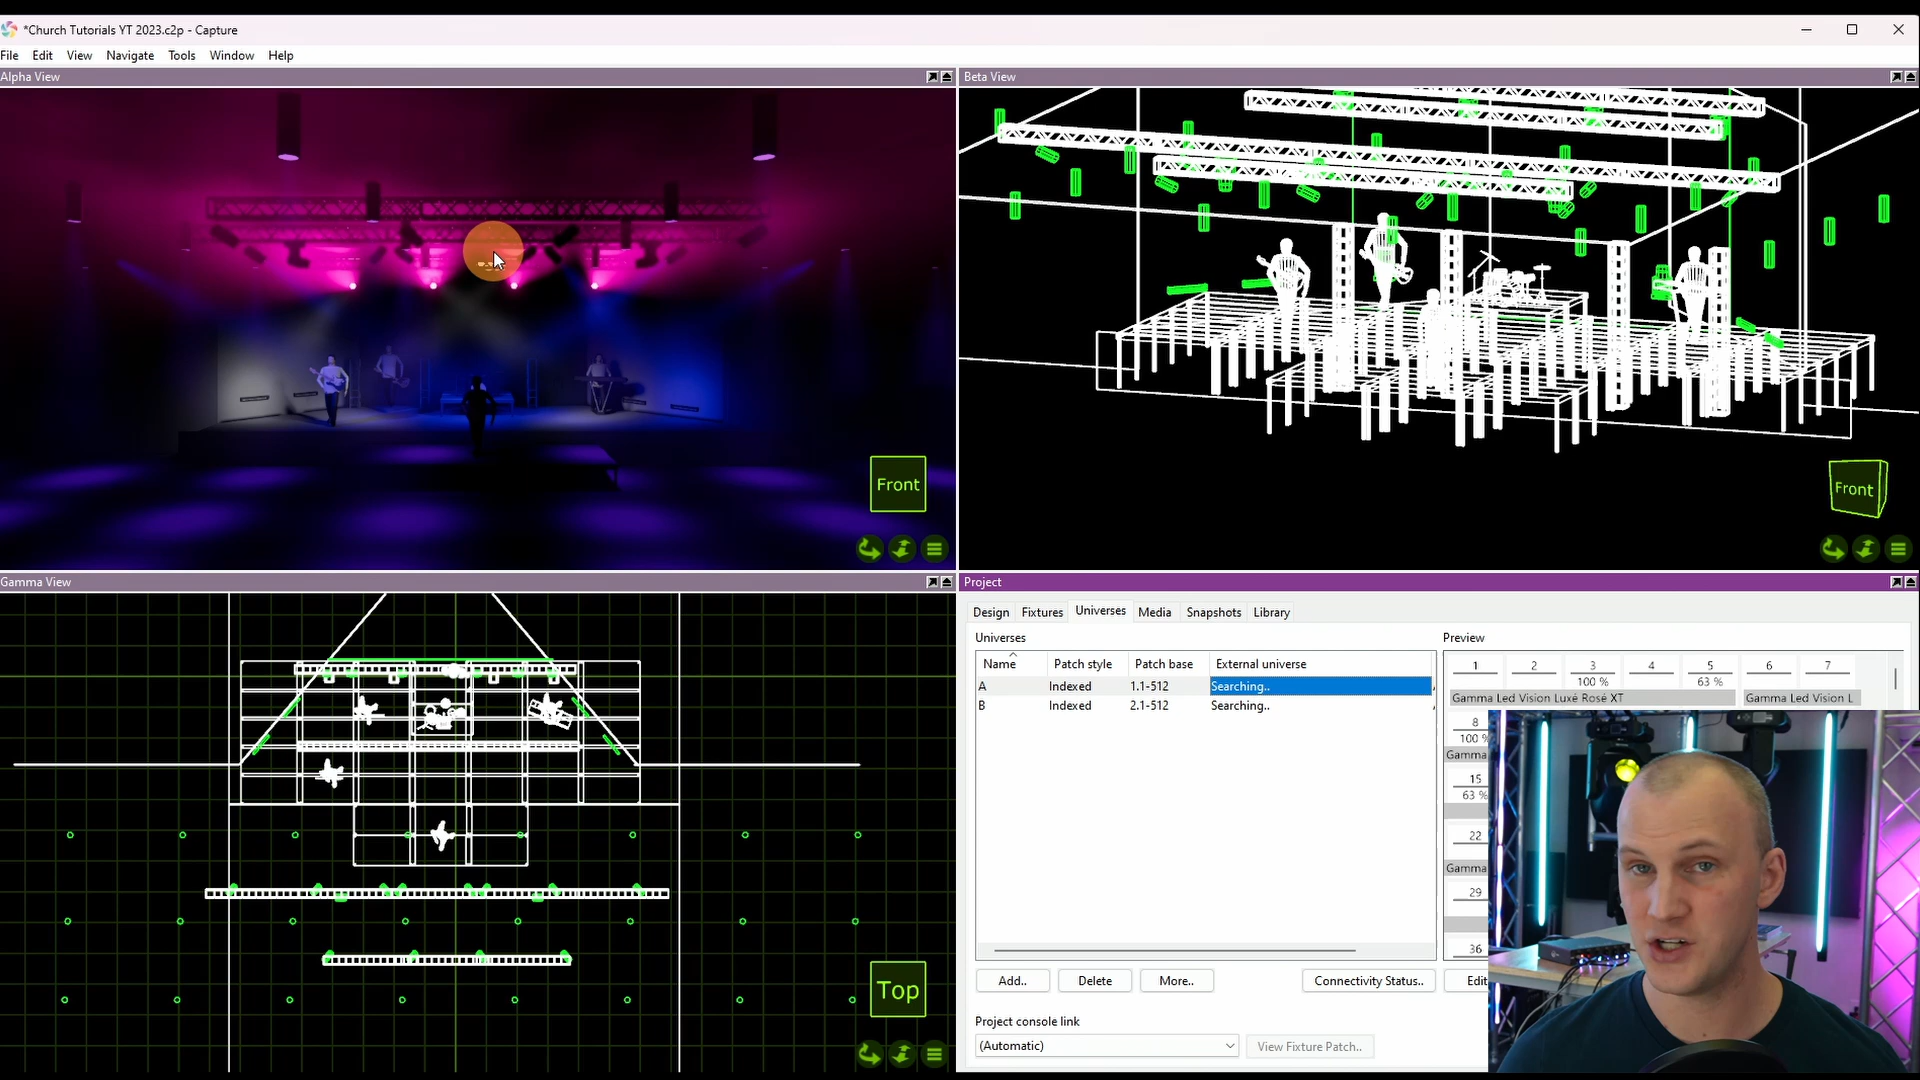 *Church Tutorials YT 2023.c2p - Capture
File Edit View Navigate Tools Window Help
Alpha View
Front
Beta View
Front
Gamma View
Top
Project
Design Fixtures Universes Media Snapshots Library
Universes
Name Patch style Patch base External universe
A Indexed 1.1-512 Searching..
B Indexed 2.1-512 Searching..
Add.. Delete More.. Connectivity Status..
Project console link
(Automatic) View Fixture Patch..
Preview
1 2 3 4 5 6 7
100 % 63 %
Gamma Led Vision Luxé Rosé XT Gamma Led Vision L
8
100 %
Gamma
15
63 %
22
Gamma
29
36
Edit